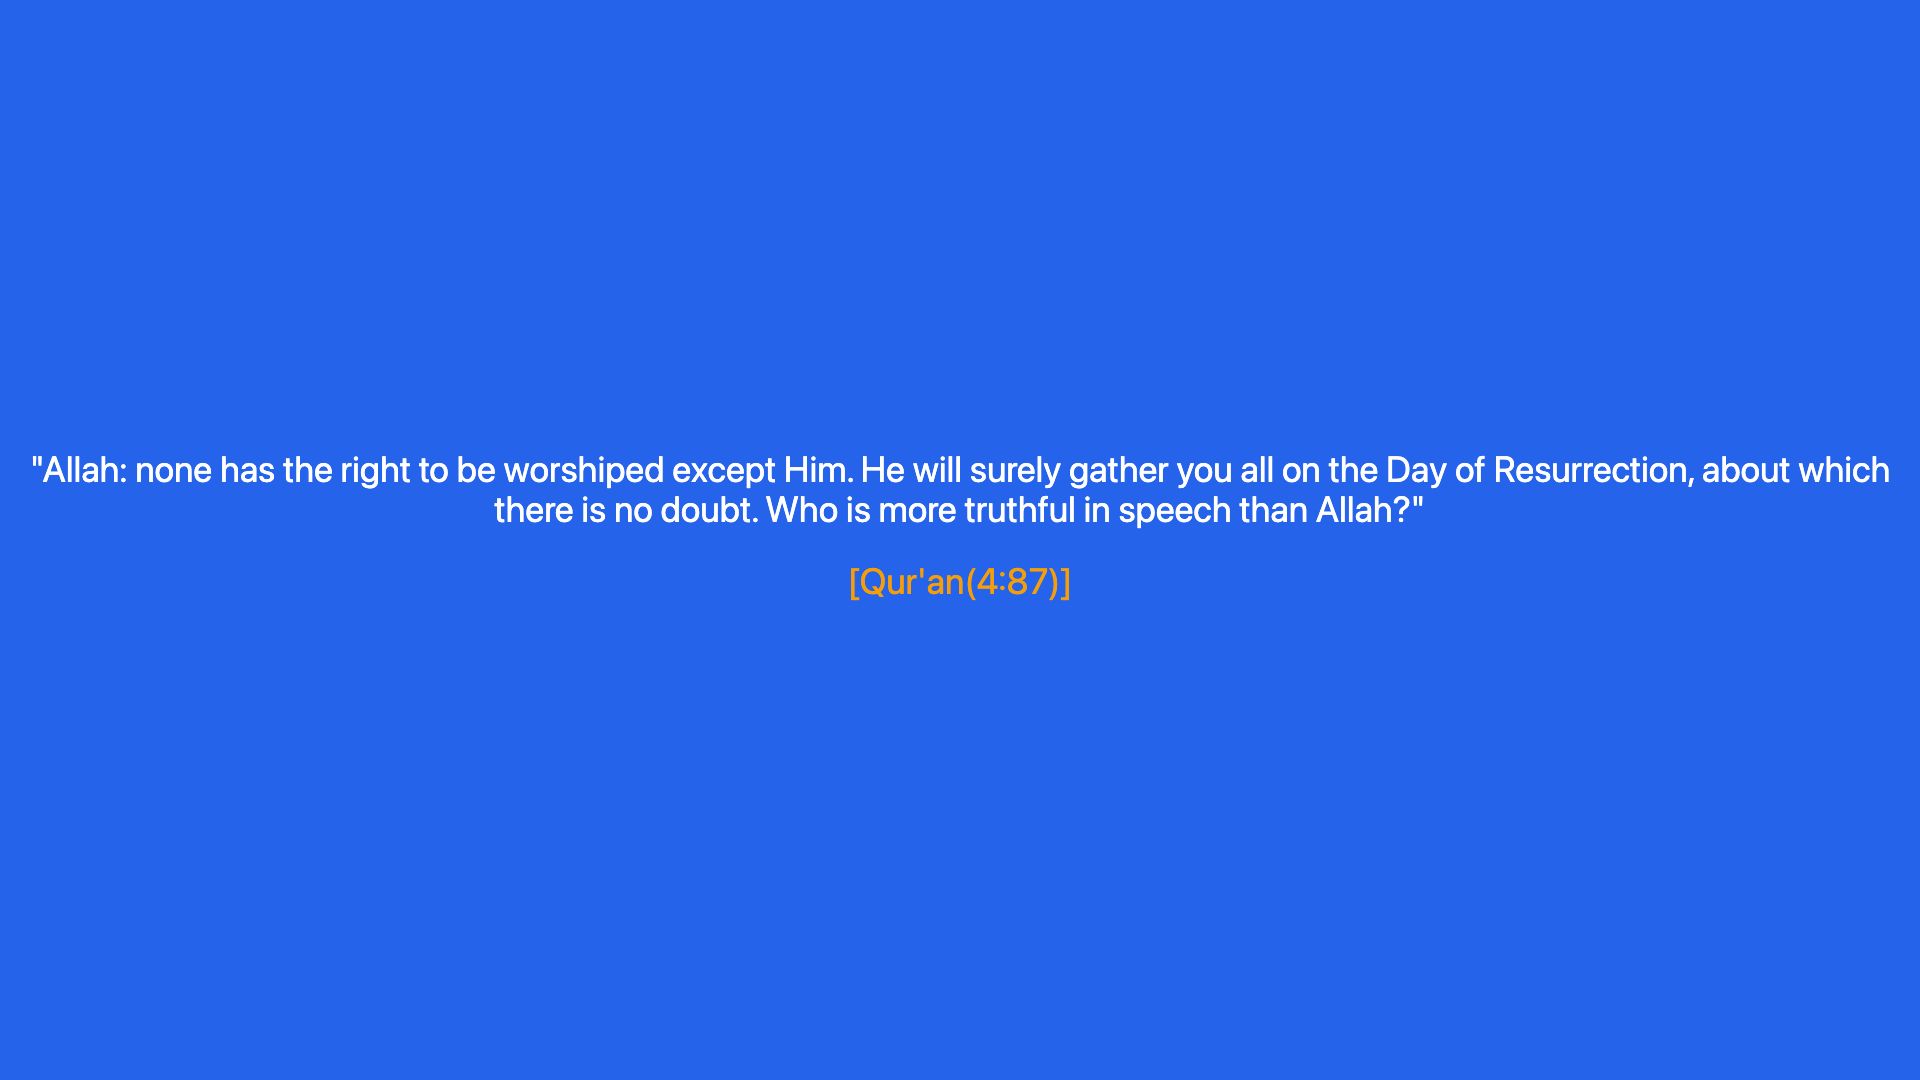 "Allah: none has the right to be worshiped except Him. He will surely gather you all on the Day of Resurrection, about which
there is no doubt. Who is more truthful in speech than Allah?"
[Qur'an(4:87)]